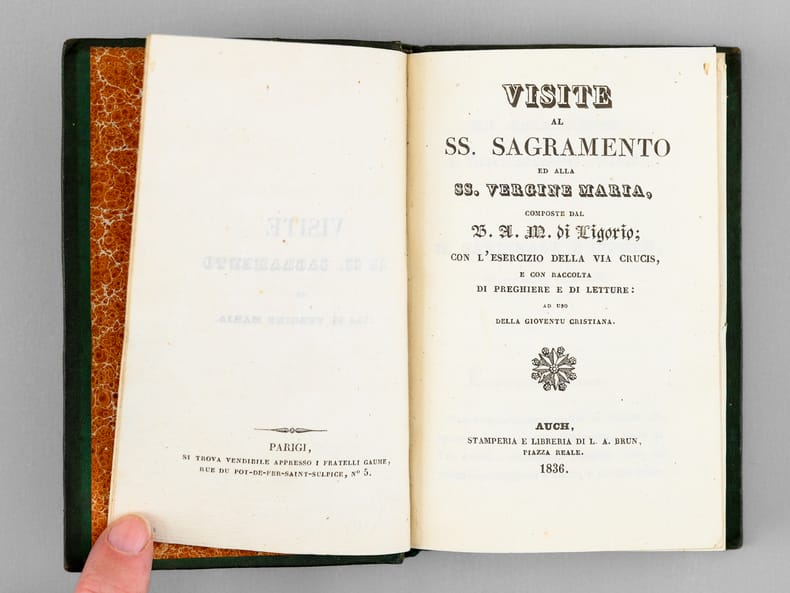 PARIGI,
SI TROVA VENDIBILE APPRESSO I FRATELLI GAUME,
RUE DU POT-DE-FER-SAINT-SULPICE, Nº 5.
VISITE
AL
SS. SAGRAMENTO
ED ALLA
SS. VERGINE MARIA,
COMPOSTE DAL
B. A. M. di Ligorio;
CON L'ESERCIZIO DELLA VIA CRUCIS,
E CON RACCOLTA
DI PREGHIERE E DI LETTURE:
AD USO
DELLA GIOVENTU CRISTIANA.
AUCH,
STAMPERIA E LIBRERIA DI L. A. BRUN,
PIAZZA REALE.
1836.